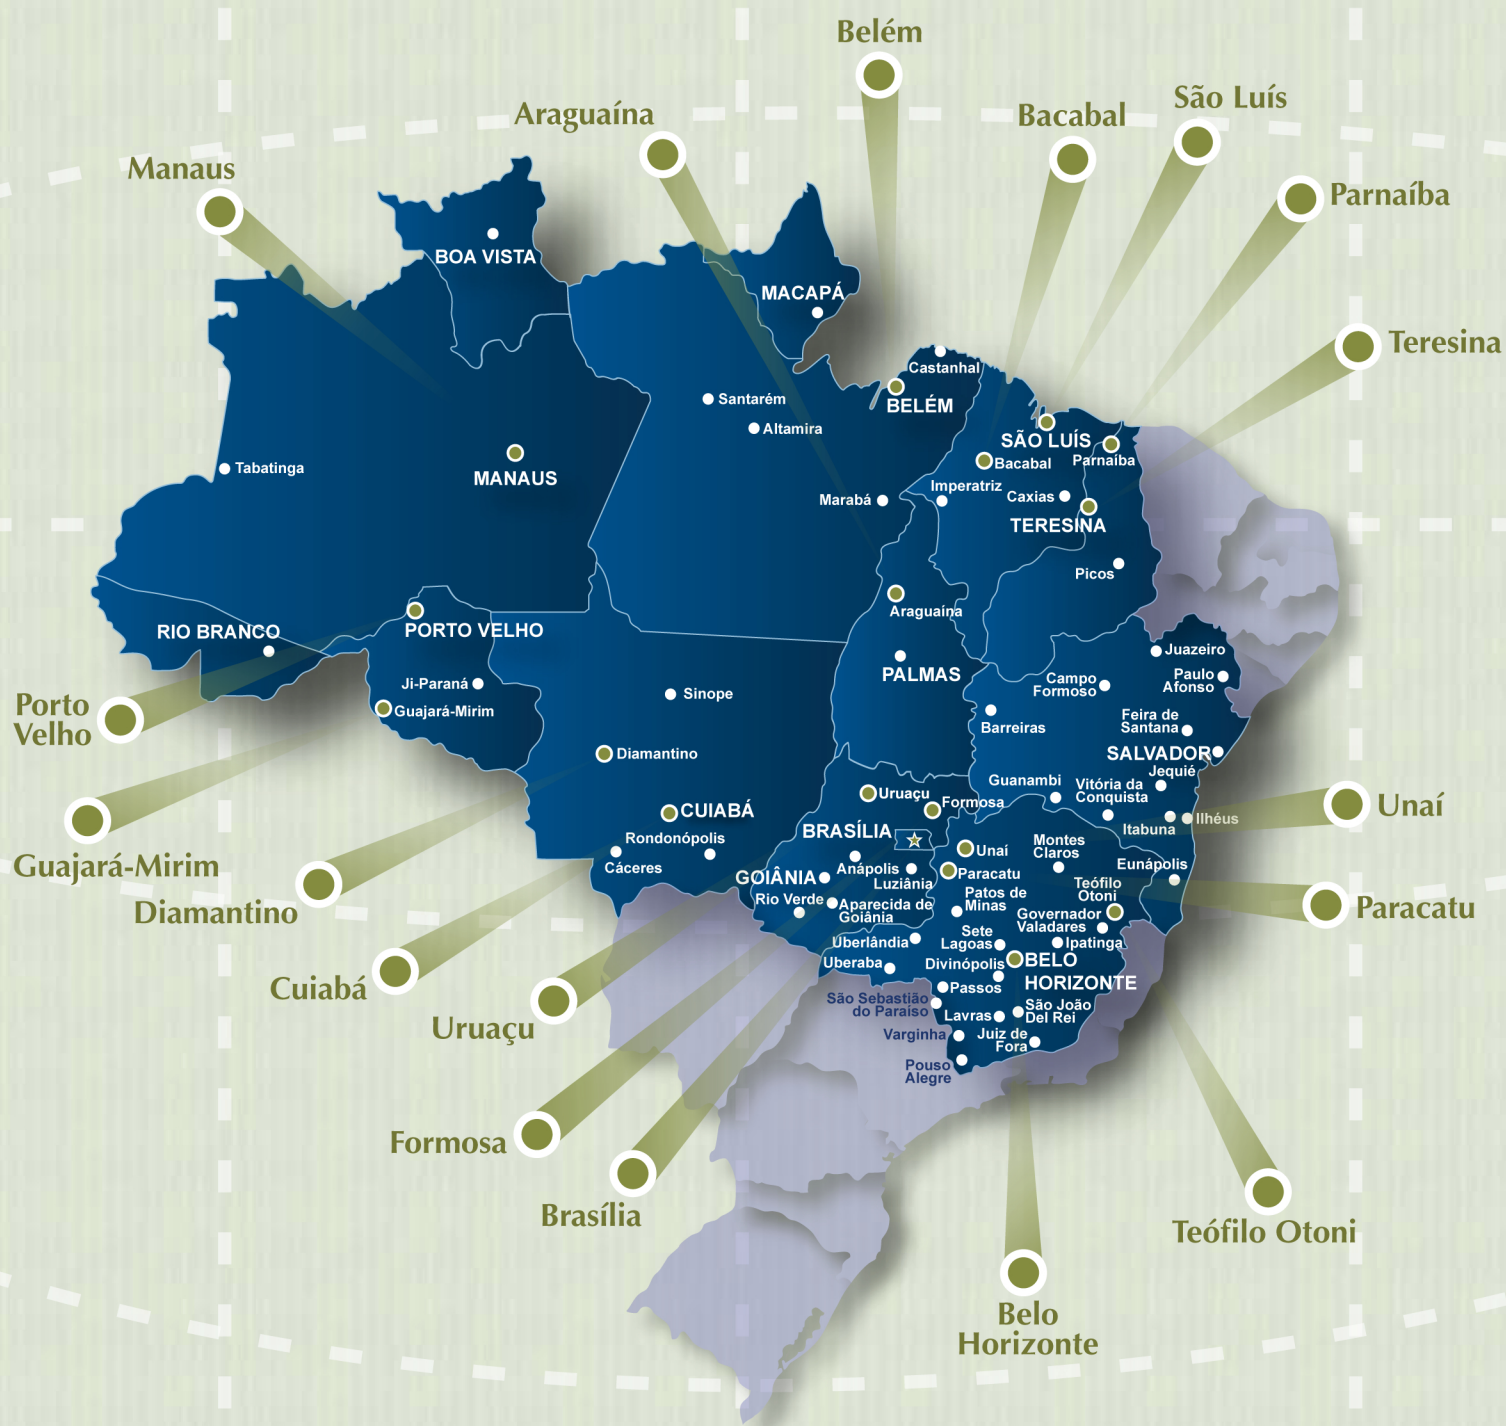 Belém
São Luís
Araguaína
Bacabal
Manaus
Parnaíba
Teresina
BOA VISTA
MACAPÁ
Castanhal
BELÉM
Santarém
Altamira
SÃO LUÍS
Bacabal
Parnaíba
Tabatinga
MANAUS
Imperatriz
Marabá
Caxias
TERESINA
Picos
Araguaína
RIO BRANCO
PORTO VELHO
Juazeiro
PALMAS
Campo
Formoso
Paulo
Afonso
Ji-Paraná
Sinope
Guajará-Mirim
Porto
Velho
Barreiras
Feira de
Santana
Diamantino
SALVADOR
Jequié
Guanambi
Vitória da
Conquista
Uruaçu
Formosa
Unaí
CUIABÁ
Ilhéus
Itabuna
BRASÍLIA
Rondonópolis
Montes
Claros
Unaí
Guajará-Mirim
Cáceres
Anápolis
Eunápolis
GOIÂNIA
Luziânia
Paracatu
Teófilo
Otoni
Rio Verde
Aparecida de
Goiânia
Patos de
Minas
Governador
Valadares
Paracatu
Diamantino
Sete
Lagoas
Uberlândia
Ipatinga
Uberaba
Divinópolis
BELO
HORIZONTE
Cuiabá
Passos
São Sebastião
do Paraiso
São João
Del Rei
Lavras
Uruaçu
Varginha
Juiz de
Fora
Pouso
Alegre
Formosa
Brasília
Teófilo Otoni
Belo
Horizonte